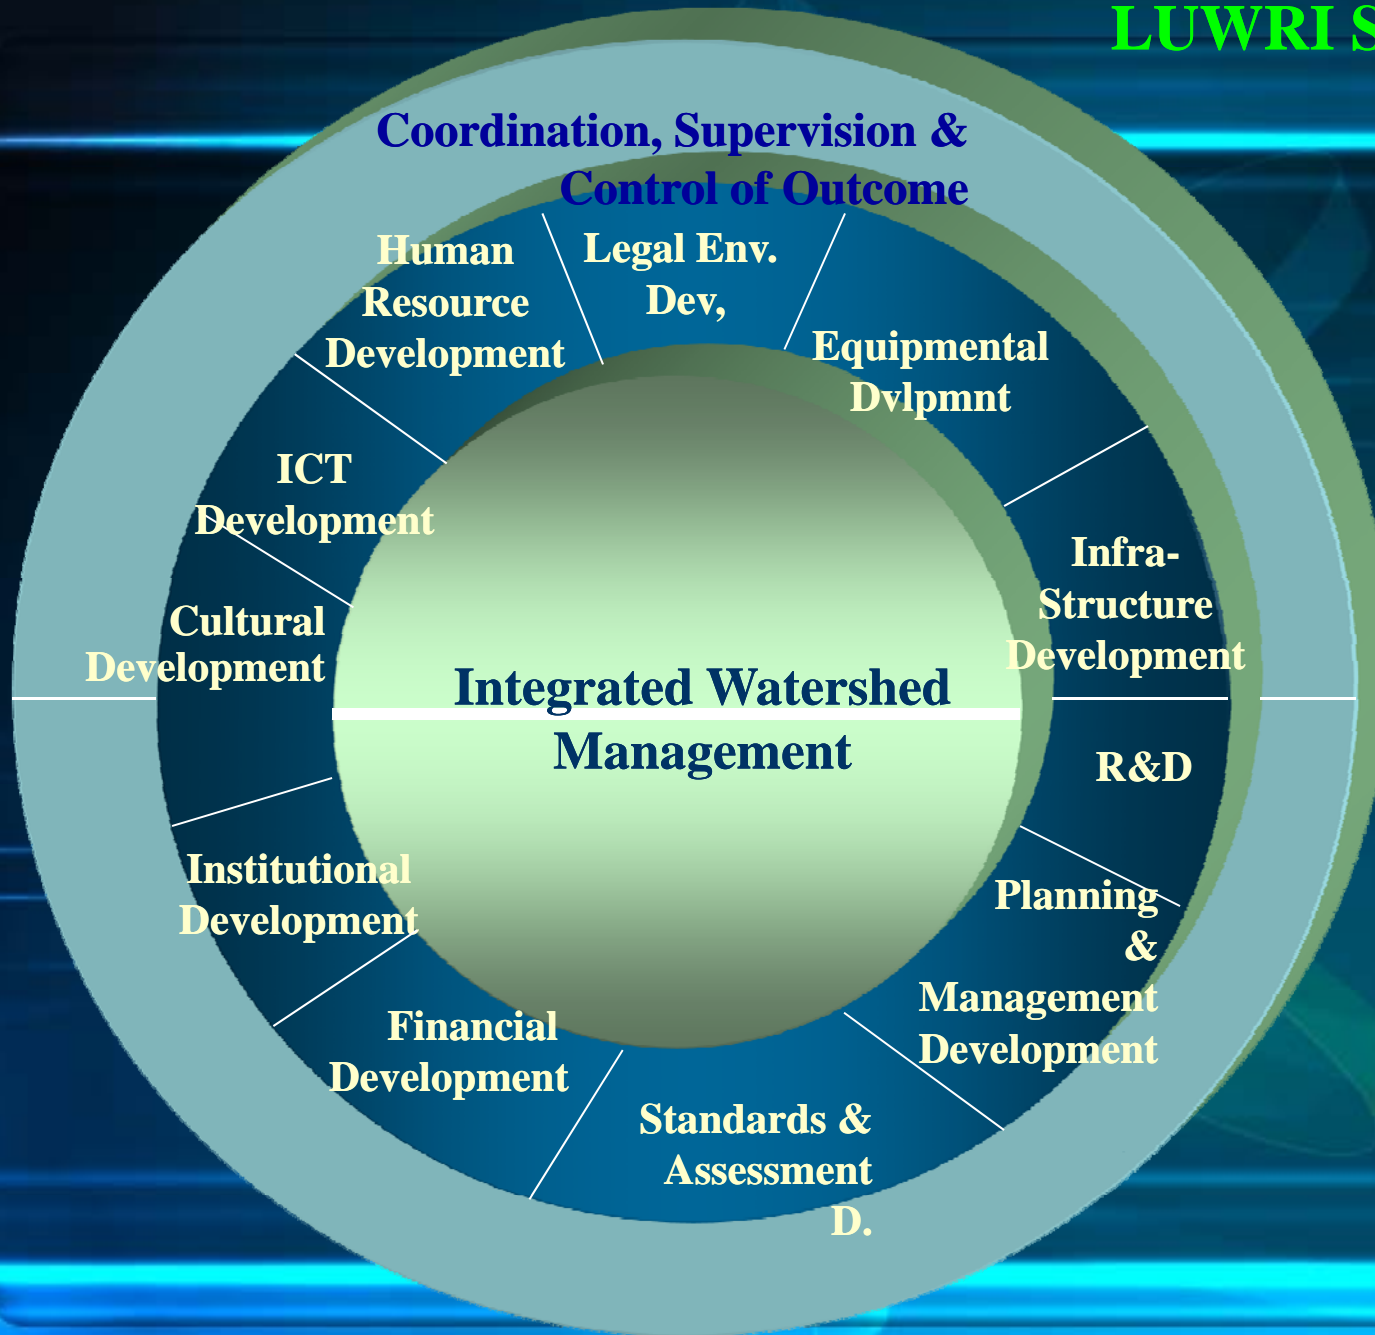 LUWRI S
Coordination, Supervision &
Control of Outcome
Human
Resource
Development
Legal Env.
Dev,
Equipmental
Dvlpmnt
ICT
Development
Infra-
Structure
Development
Cultural
Development
Integrated Watershed
Management
R&D
Institutional
Development
Planning
&
Management
Development
Financial
Development
Standards &
Assessment
D.